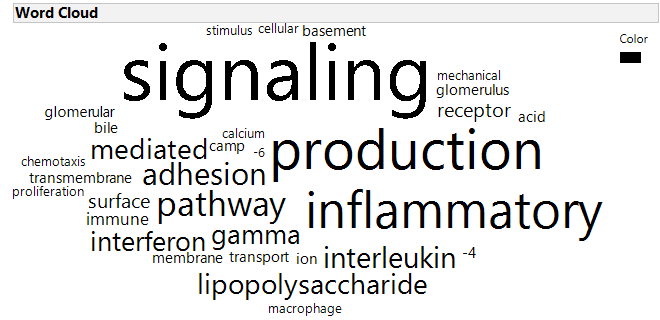 Word Cloud
stimulus cellular basement
Color
signaling
mechanical
glomerulus
glomerular
receptor acid
bile
calcium
mediated camp -6 production
chemotaxis
transmembrane adhesion
proliferation
surface pathway inflammatory
immune
interferon gamma
membrane transport ion interleukin -4
lipopolysaccharide
macrophage